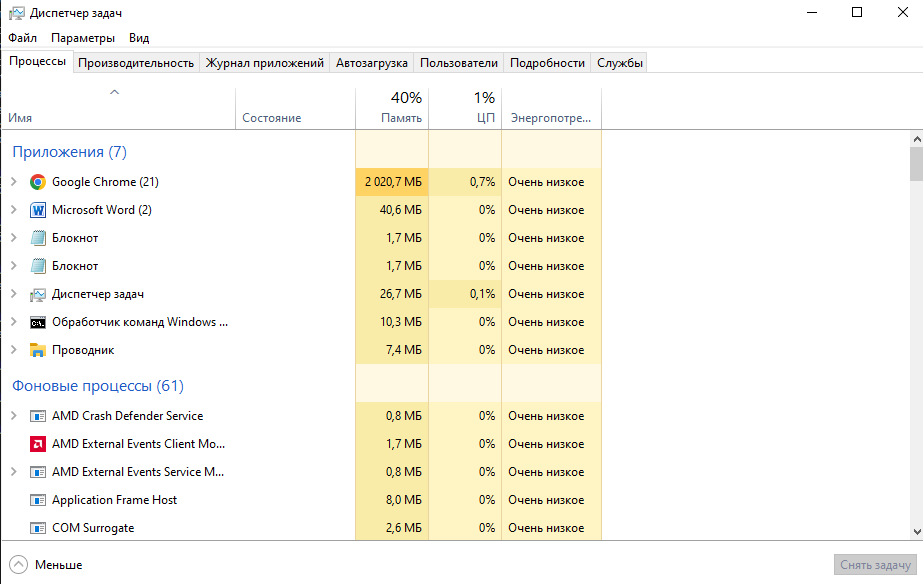 Диспетчер задач
Файл Параметры Вид
Процессы Производительность Журнал приложений Автозагрузка Пользователи Подробности Службы
40% 1%
Имя Состояние Память ЦП Энергопотре...
Приложения (7)
Google Chrome (21) 2 020,7 МБ 0,7% Очень низкое
Microsoft Word (2) 40,6 МБ 0% Очень низкое
Блокнот 1,7 МБ 0% Очень низкое
Блокнот 1,7 МБ 0% Очень низкое
Диспетчер задач 26,7 МБ 0,1% Очень низкое
Обработчик команд Windows ... 10,3 МБ 0% Очень низкое
Проводник 7,4 МБ 0% Очень низкое
Фоновые процессы (61)
AMD Crash Defender Service 0,8 МБ 0% Очень низкое
AMD External Events Client Mo... 1,7 МБ 0% Очень низкое
AMD External Events Service M... 0,8 МБ 0% Очень низкое
Application Frame Host 8,0 МБ 0% Очень низкое
COM Surrogate 2,6 МБ 0% Очень низкое
Меньше Снять задачу